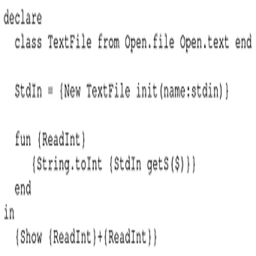 declare
  class TextFile from Open.file Open.text end

  StdIn = {New TextFile init(name:stdin)}

  fun {ReadInt}
    {String.toInt {StdIn getS($)}}
  end
in
  {Show {ReadInt}+{ReadInt}}